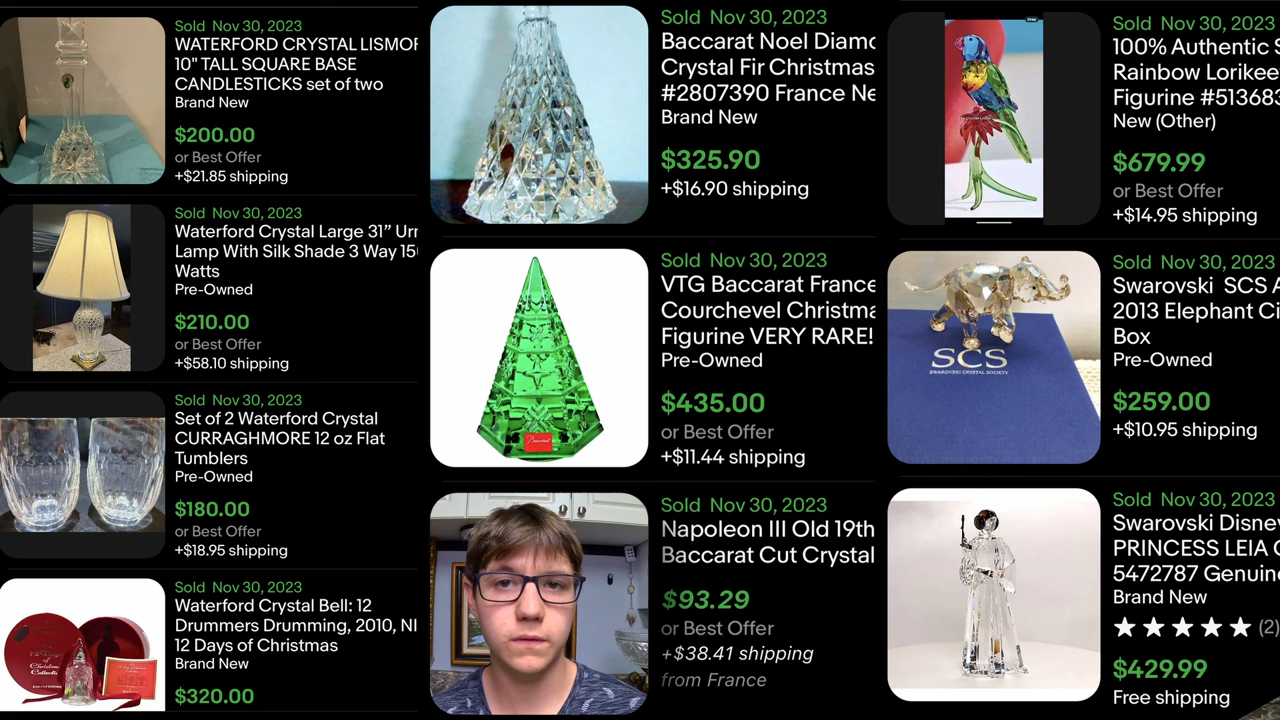 Sold Nov 30, 2023
WATERFORD CRYSTAL LISMOR
10" TALL SQUARE BASE
CANDLESTICKS set of two
Brand New
$200.00
or Best Offer
+$21.85 shipping
Sold Nov 30, 2023
Waterford Crystal Large 31” Urn
Lamp With Silk Shade 3 Way 150
Watts
Pre-Owned
$210.00
or Best Offer
+$58.10 shipping
Sold Nov 30, 2023
Set of 2 Waterford Crystal
CURRAGHMORE 12 oz Flat
Tumblers
Pre-Owned
$180.00
or Best Offer
+$18.95 shipping
Sold Nov 30, 2023
Waterford Crystal Bell: 12
Drummers Drumming, 2010, NI
12 Days of Christmas
Brand New
$320.00
Sold Nov 30, 2023
Baccarat Noel Diamo
Crystal Fir Christmas
#2807390 France Ne
Brand New
$325.90
+$16.90 shipping
Sold Nov 30, 2023
VTG Baccarat France
Courchevel Christma
Figurine VERY RARE!
Pre-Owned
$435.00
or Best Offer
+$11.44 shipping
Baccarat
Sold Nov 30, 2023
Napoleon III Old 19th
Baccarat Cut Crystal
$93.29
or Best Offer
+$38.41 shipping
from France
Sold Nov 30, 2023
100% Authentic S
Rainbow Lorikee
Figurine #513683
New (Other)
$679.99
or Best Offer
+$14.95 shipping
Sold Nov 30, 2023
Swarovski SCS A
2013 Elephant Ci
Box
Pre-Owned
$259.00
+$10.95 shipping
SCS
SWAROVSKI CRYSTAL SOCIETY
Sold Nov 30, 2023
Swarovski Disney
PRINCESS LEIA O
5472787 Genuine
Brand New
(2)
$429.99
Free shipping